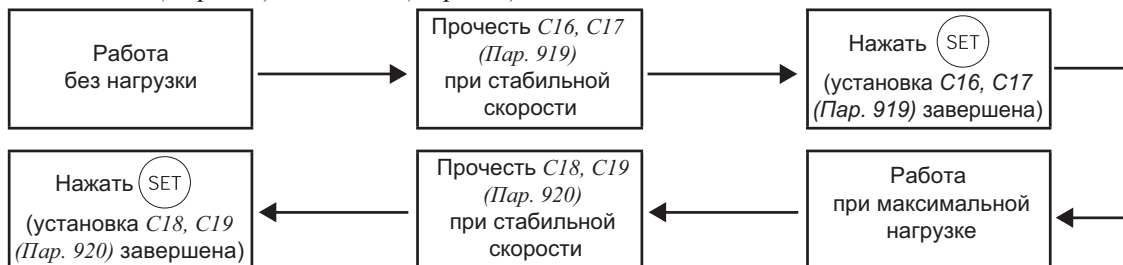 Работа
без нагрузки
Прочесть C16, C17
(Пар. 919)
при стабильной
скорости
Нажать SET
(установка C16, C17
(Пар. 919) завершена)
Работа
при максимальной
нагрузке
Прочесть C18, C19
(Пар. 920)
при стабильной
скорости
Нажать SET
(установка C18, C19
(Пар. 920) завершена)